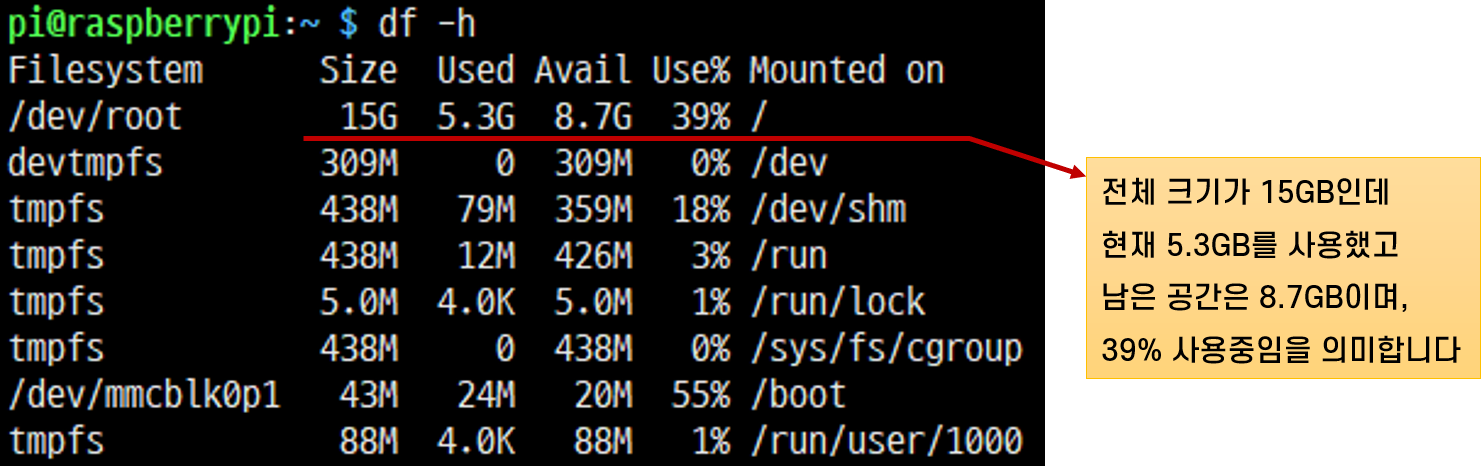 pi@raspberrypi:~ $ df -h
Filesystem      Size  Used Avail Use% Mounted on
/dev/root        15G  5.3G  8.7G  39% /
devtmpfs        309M     0  309M   0% /dev
tmpfs           438M   79M  359M  18% /dev/shm
tmpfs           438M   12M  426M   3% /run
tmpfs           5.0M  4.0K  5.0M   1% /run/lock
tmpfs           438M     0  438M   0% /sys/fs/cgroup
/dev/mmcblk0p1   43M   24M   20M  55% /boot
tmpfs            88M  4.0K   88M   1% /run/user/1000
전체 크기가 15GB인데
현재 5.3GB를 사용했고
남은 공간은 8.7GB이며,
39% 사용중임을 의미합니다